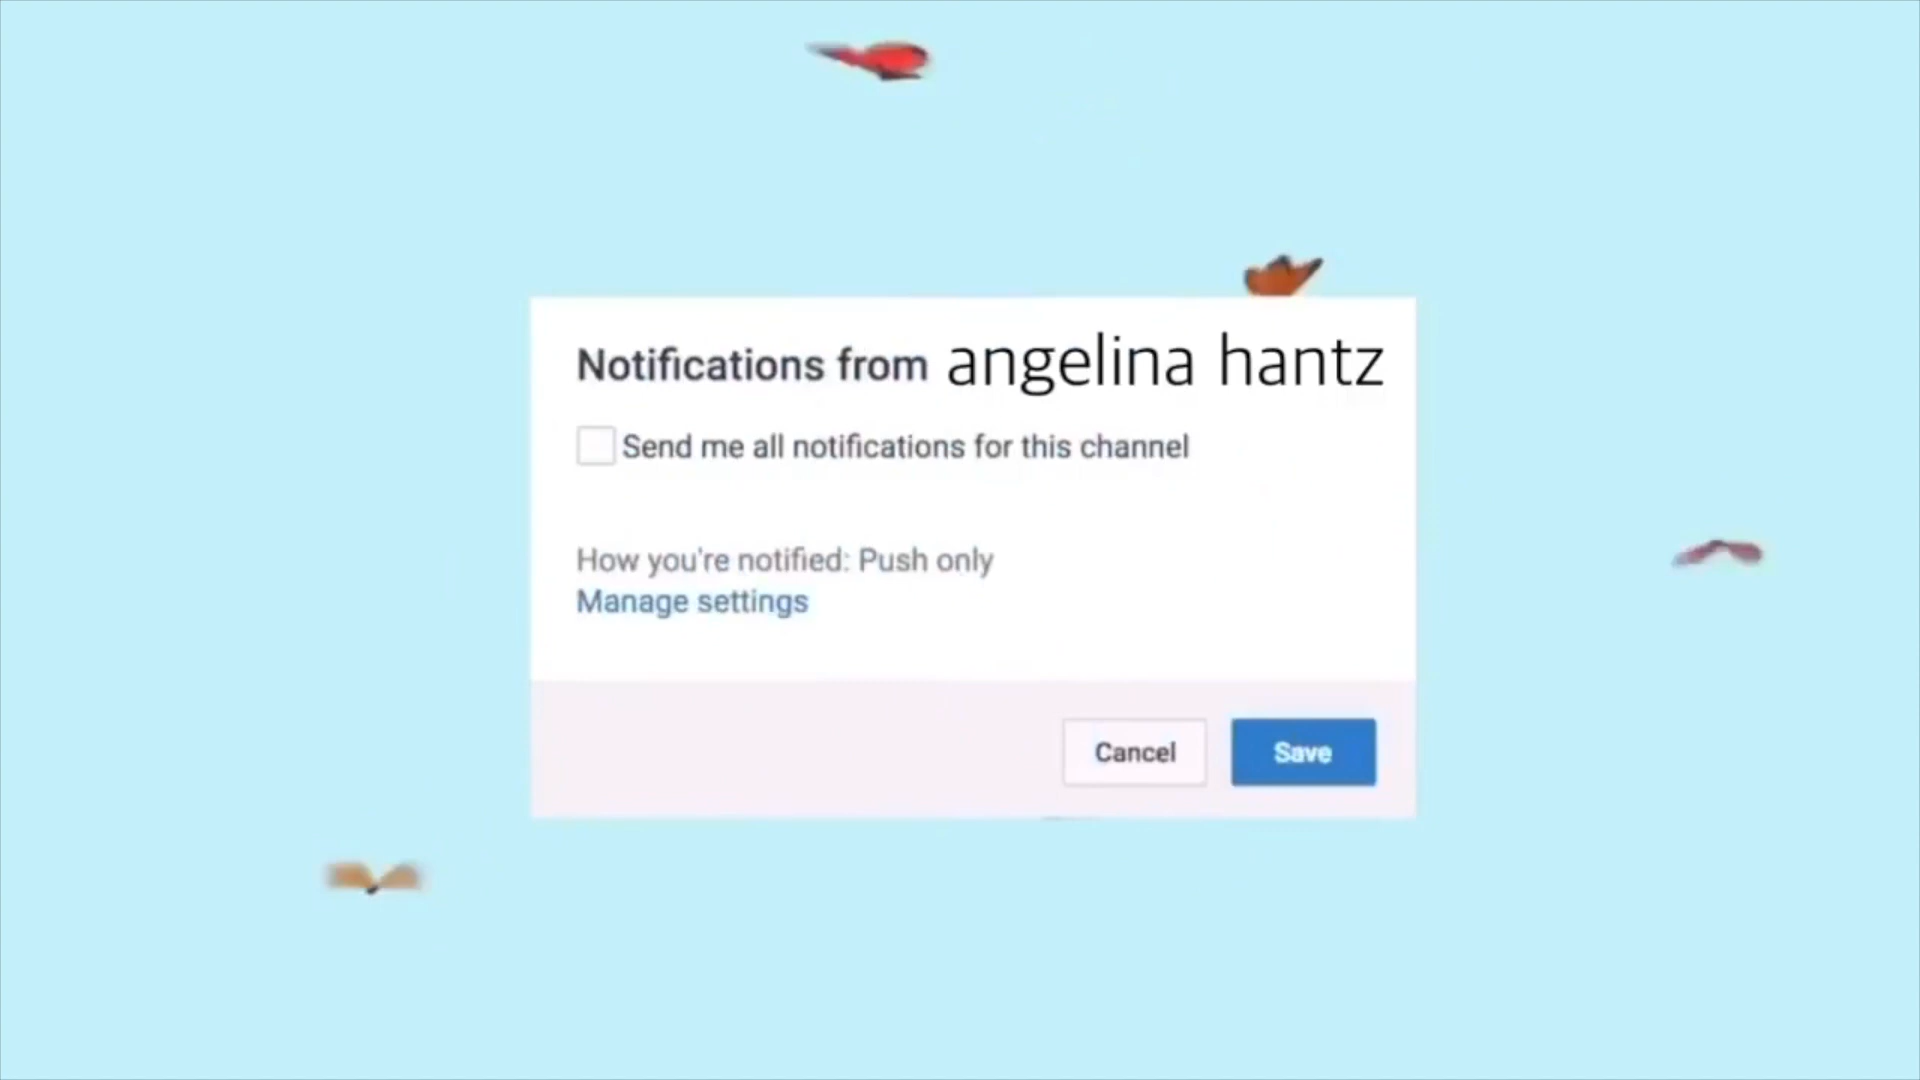 Notifications from angelina hantz
Send me all notifications for this channel
How you're notified: Push only
Manage settings
Cancel
Save